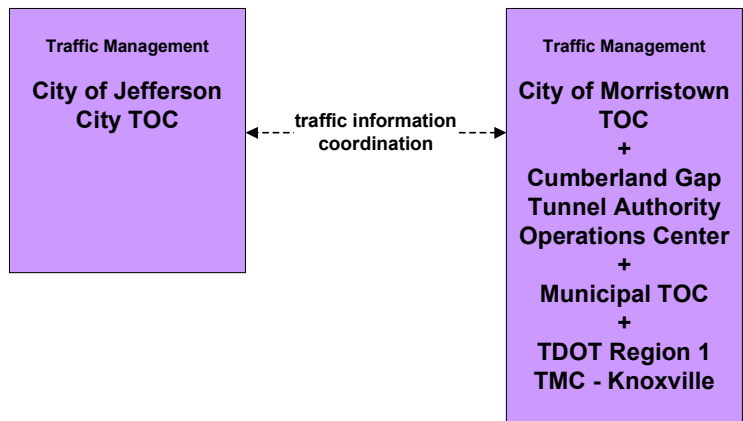 Traffic Management
City of Jefferson
City TOC
traffic information
coordination
Traffic Management
City of Morristown
TOC
+
Cumberland Gap
Tunnel Authority
Operations Center
+
Municipal TOC
+
TDOT Region 1
TMC - Knoxville